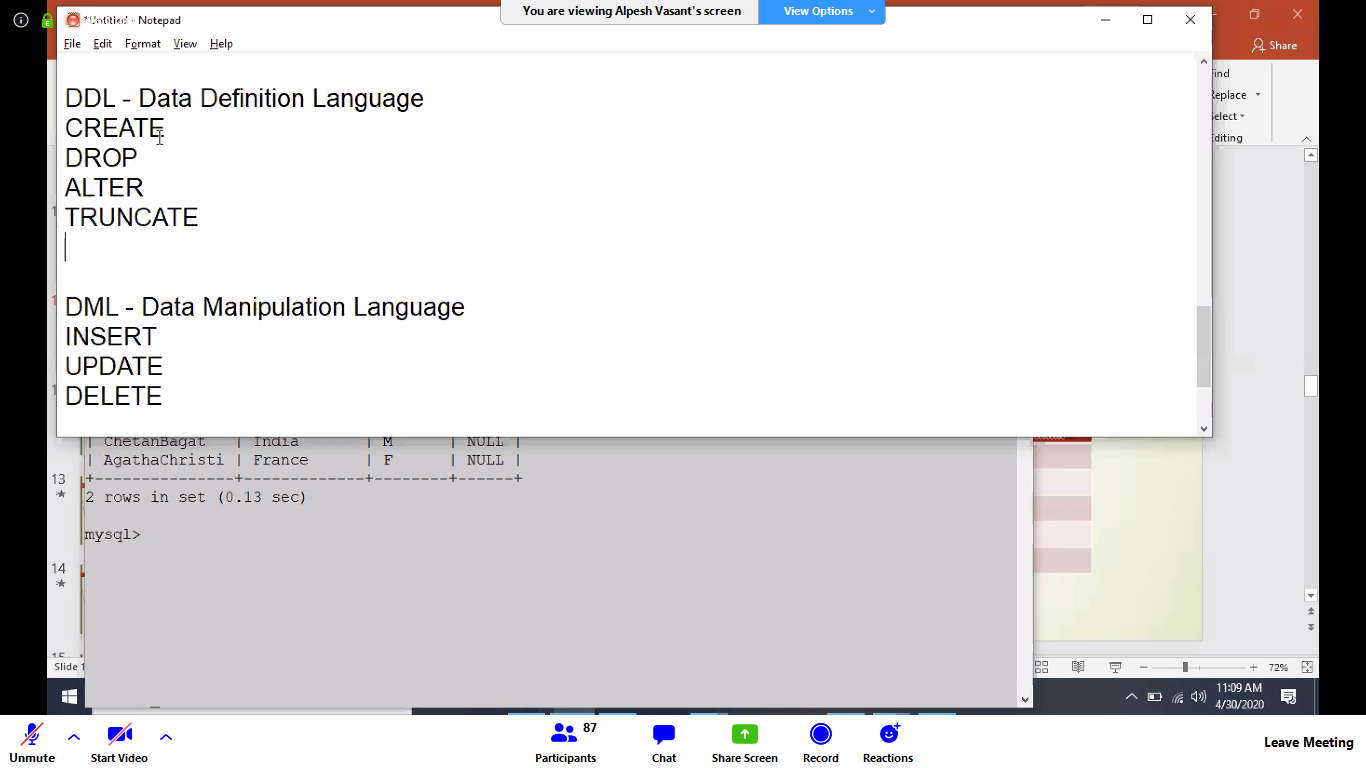 You are viewing Alpesh Vasant's screen
View Options
*Untitled - Notepad
File Edit Format View Help
Share
Find
Replace
Select
Editing
DDL - Data Definition Language
CREATE
DROP
ALTER
TRUNCATE
DML - Data Manipulation Language
INSERT
UPDATE
DELETE
| ChetanBagat | India | M | NULL |
| AgathaChristi | France | F | NULL |
+---------------+-------------+--------+------+
2 rows in set (0.13 sec)
mysql>
13
14
Slide 1
72%
11:09 AM
4/30/2020
Unmute
Start Video
87
Participants
Chat
Share Screen
Record
Reactions
Leave Meeting